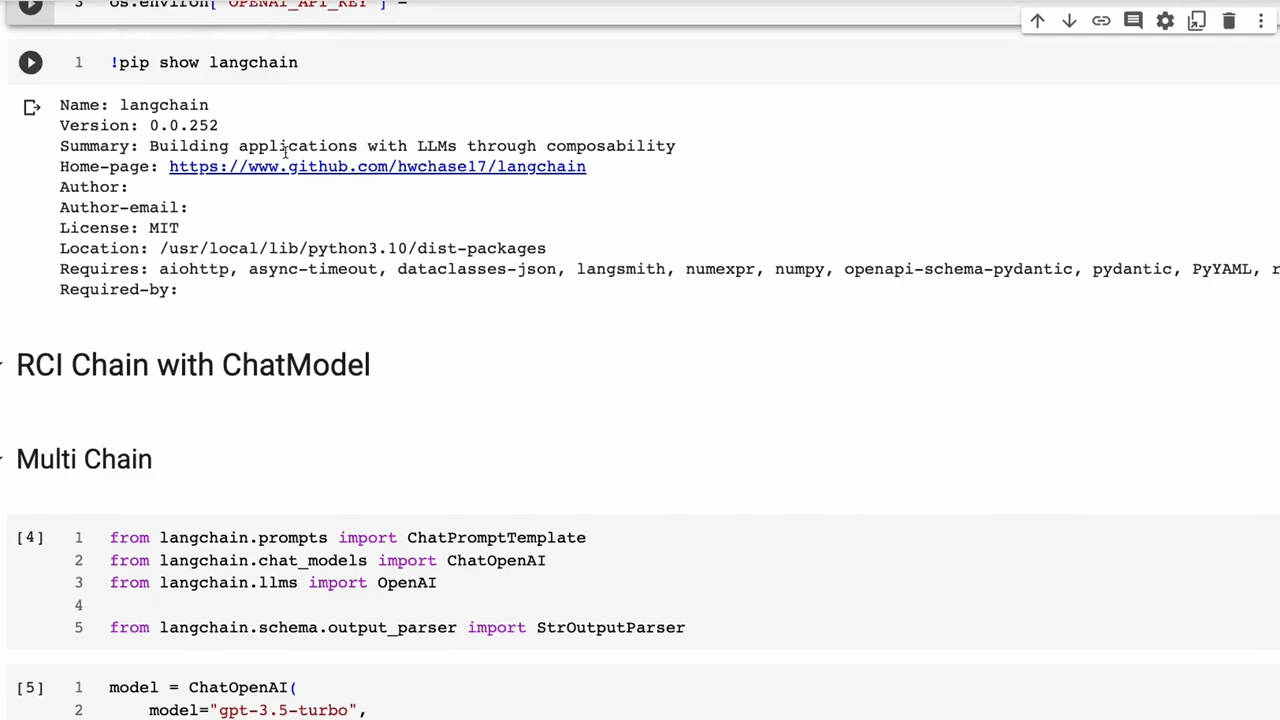 3 os.environ["OPENAI_API_KEY"] =
1 !pip show langchain
Name: langchain
Version: 0.0.252
Summary: Building applications with LLMs through composability
Home-page: https://www.github.com/hwchase17/langchain
Author:
Author-email:
License: MIT
Location: /usr/local/lib/python3.10/dist-packages
Requires: aiohttp, async-timeout, dataclasses-json, langsmith, numexpr, numpy, openapi-schema-pydantic, pydantic, PyYAML,
Required-by:
RCI Chain with ChatModel
Multi Chain
[4] 1 from langchain.prompts import ChatPromptTemplate
2 from langchain.chat_models import ChatOpenAI
3 from langchain.llms import OpenAI
4
5 from langchain.schema.output_parser import StrOutputParser
[5] 1 model = ChatOpenAI(
2 model="gpt-3.5-turbo",